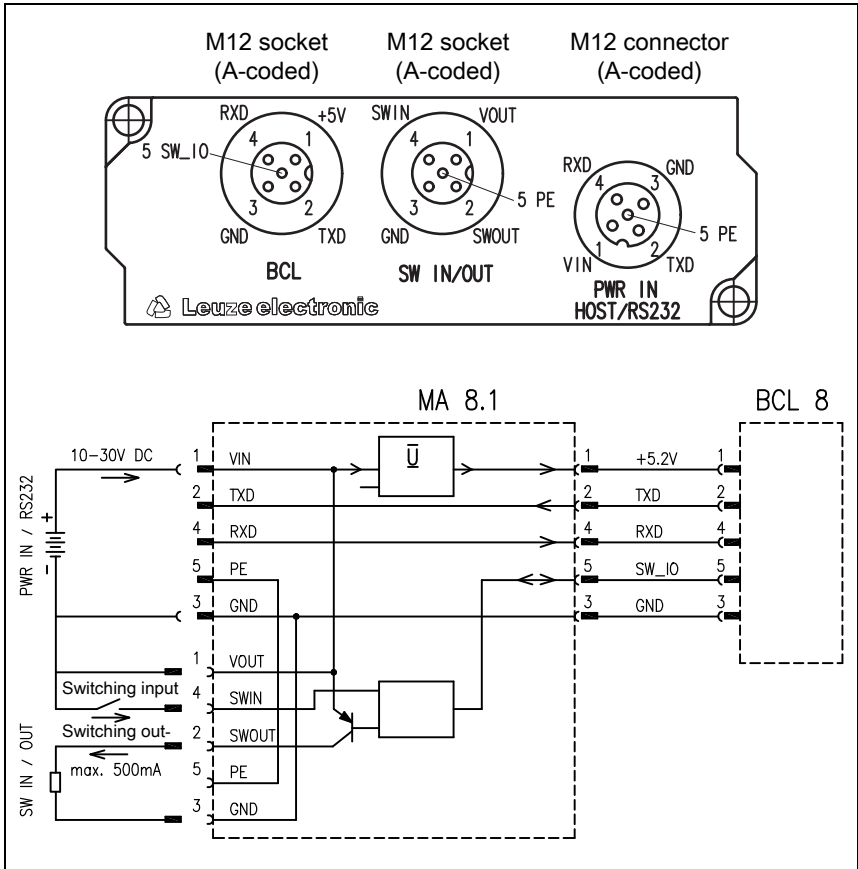 M12 socket M12 socket M12 connector
(A-coded) (A-coded) (A-coded)
RXD +5V SWIN VOUT
4 1 4 1 RXD GND
5 SW_IO 4 3
3 2 3 2 5 PE
GND TXD GND SWOUT 5 PE
1 2
VIN TXD
BCL SW IN/OUT PWR IN
HOST/RS232
Leuze electronic
MA 8.1 BCL 8
10-30V DC 1 VIN U 1 +5.2V 1
2 TXD 2 TXD 2
4 RXD 4 RXD 4
5 PE 5 SW_IO 5
3 GND 3 GND 3
PWR IN / RS232
+
-
1 VOUT
Switching input 4 SWIN
Switching out- 2 SWOUT
max. 500mA 5 PE
3 GND
SW IN / OUT